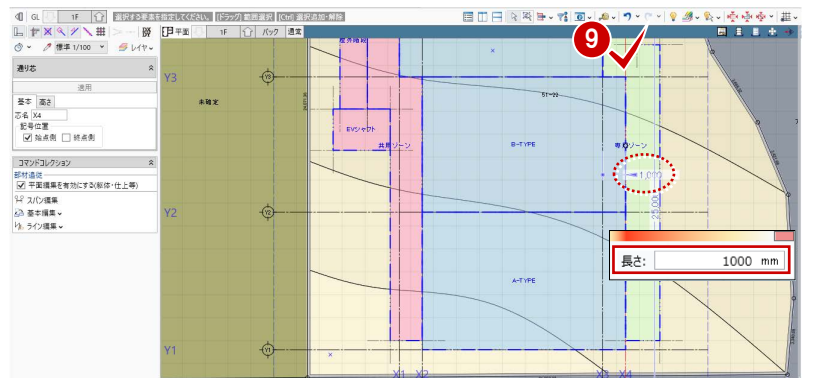 GL 1F 選択する要素を指定してください。 [ドラッグ] 範囲選択 [Ctrl] 選択追加・解除
標準 1/100 レイヤー
平面 1F バック 通常
通り芯
適用
基本 高さ
芯名 X4
記号位置
始点側 終点側
コマンドコレクション
部材追従
平面編集を有効にする(躯体・仕上等)
スパン編集
基本編集
ライン編集
9
屋外階段
Y3
Y3
未確定
ST=20
EVシャフト
共用ゾーン
B-TYPE
専有ゾーン
1,000
Y2
Y2
長さ: 1000 mm
A-TYPE
Y1
Y1
X1 X2 X3 X4